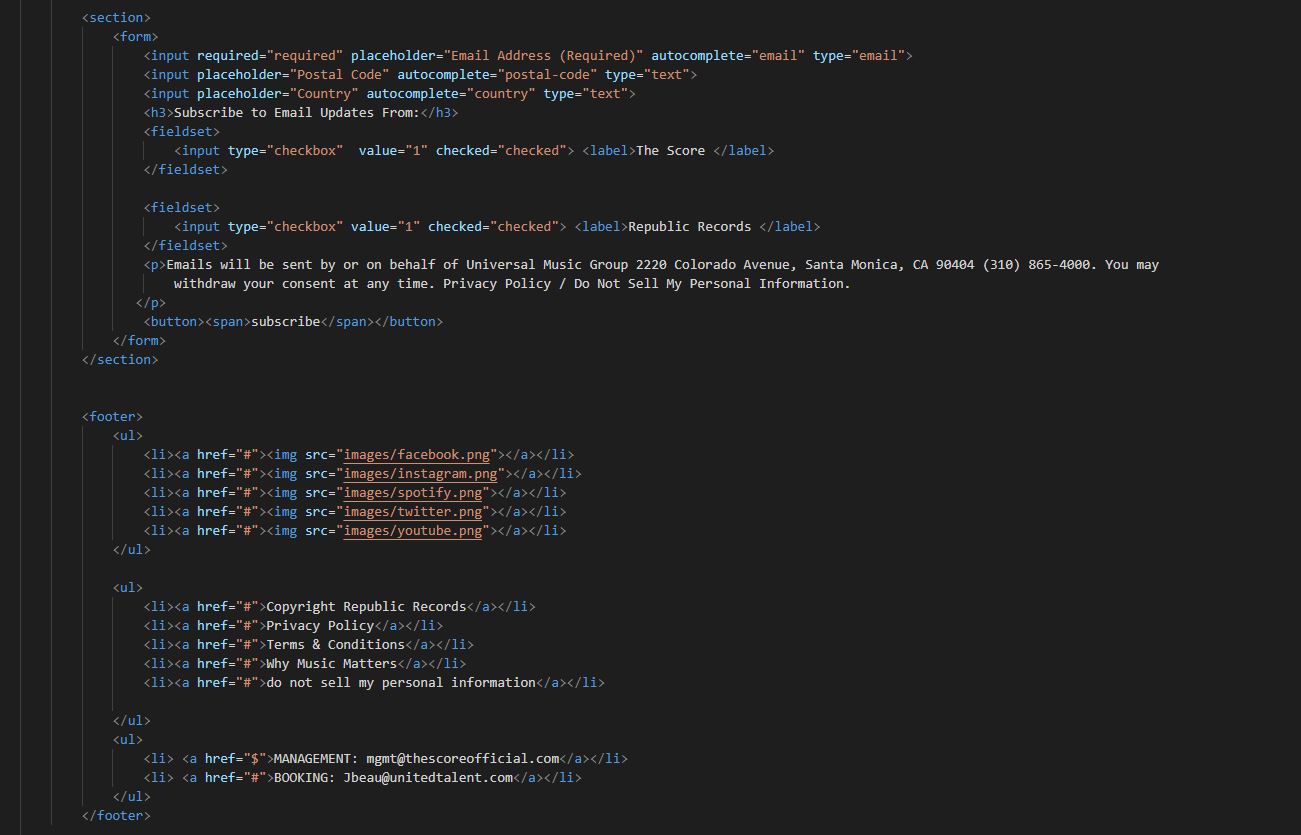 <section>
<form>
<input required="required" placeholder="Email Address (Required)" autocomplete="email" type="email">
<input placeholder="Postal Code" autocomplete="postal-code" type="text">
<input placeholder="Country" autocomplete="country" type="text">
<h3>Subscribe to Email Updates From:</h3>
<fieldset>
<input type="checkbox"  value="1" checked="checked"> <label>The Score </label>
</fieldset>
<fieldset>
<input type="checkbox" value="1" checked="checked"> <label>Republic Records </label>
</fieldset>
<p>Emails will be sent by or on behalf of Universal Music Group 2220 Colorado Avenue, Santa Monica, CA 90404 (310) 865-4000. You may
withdraw your consent at any time. Privacy Policy / Do Not Sell My Personal Information.
</p>
<button><span>subscribe</span></button>
</form>
</section>
<footer>
<ul>
<li><a href="#"><img src="images/facebook.png"></a></li>
<li><a href="#"><img src="images/instagram.png"></a></li>
<li><a href="#"><img src="images/spotify.png"></a></li>
<li><a href="#"><img src="images/twitter.png"></a></li>
<li><a href="#"><img src="images/youtube.png"></a></li>
</ul>
<ul>
<li><a href="#">Copyright Republic Records</a></li>
<li><a href="#">Privacy Policy</a></li>
<li><a href="#">Terms & Conditions</a></li>
<li><a href="#">Why Music Matters</a></li>
<li><a href="#">do not sell my personal information</a></li>
</ul>
<ul>
<li> <a href="$">MANAGEMENT: mgmt@thescoreofficial.com</a></li>
<li> <a href="#">BOOKING: Jbeau@unitedtalent.com</a></li>
</ul>
</footer>